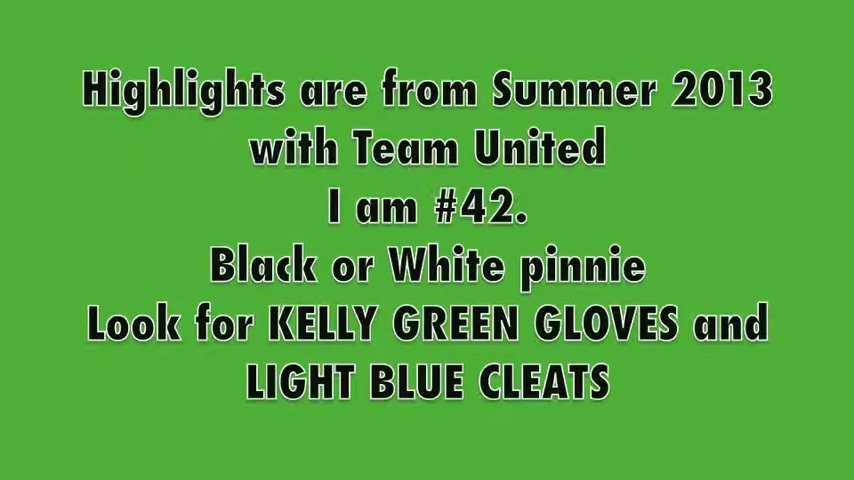 Highlights are from Summer 2013
with Team United
I am #42.
Black or White pinnie
Look for KELLY GREEN GLOVES and
LIGHT BLUE CLEATS